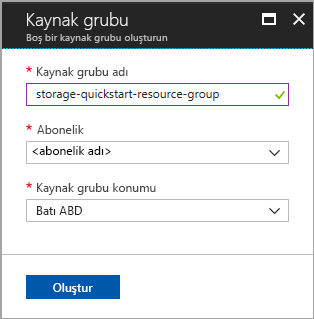 Kaynak grubu
Boş bir kaynak grubu oluşturun
* Kaynak grubu adı
storage-quickstart-resource-group
* Abonelik
<abonelik adı>
* Kaynak grubu konumu
Batı ABD
Oluştur